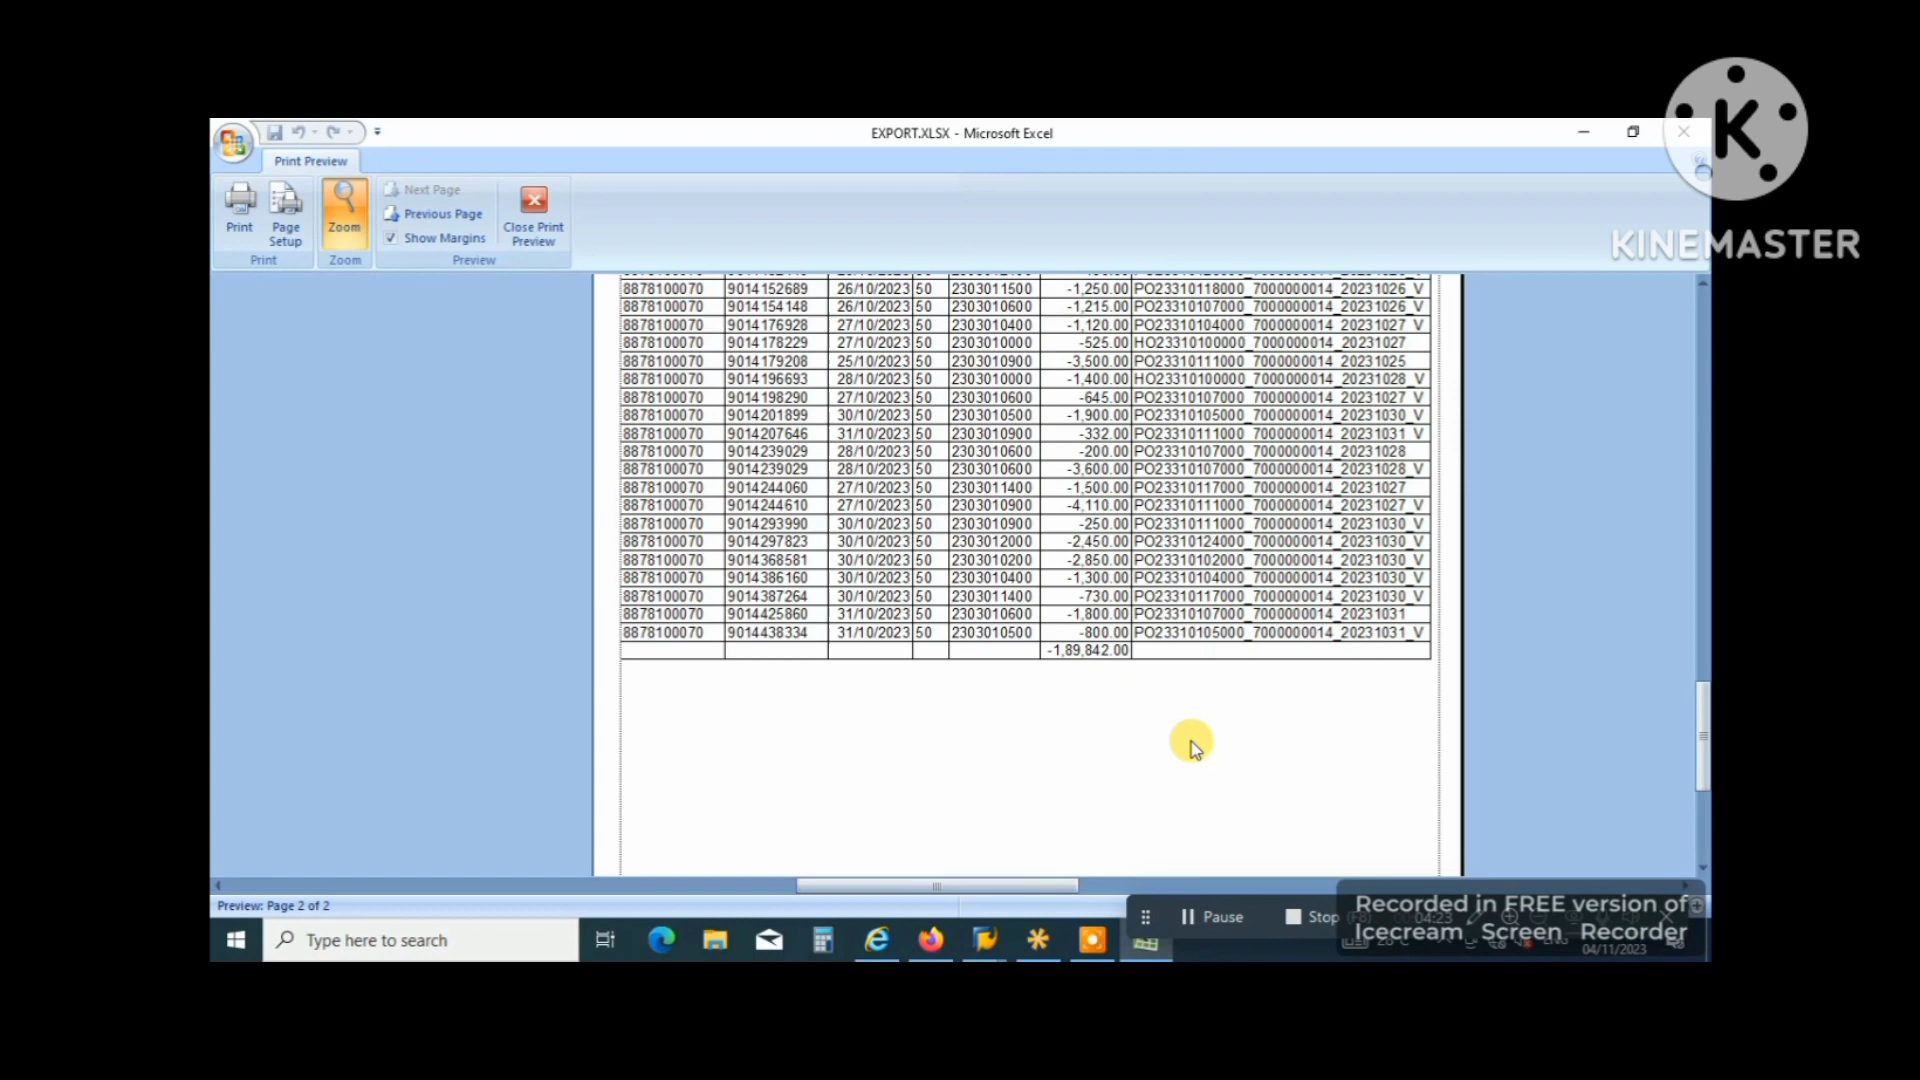 EXPORT.XLSX - Microsoft Excel
K
KINEMASTER
Print Preview
Print
Page Setup
Zoom
Next Page
Previous Page
Show Margins
Close Print Preview
Print
Zoom
Preview
8878100070 9014152689 26/10/2023 50 2303011500 -1,250.00 PO23310118000_7000000014_20231026_V
8878100070 9014154148 26/10/2023 50 2303010600 -1,215.00 PO23310107000_7000000014_20231026_V
8878100070 9014176928 27/10/2023 50 2303010400 -1,120.00 PO23310104000_7000000014_20231027_V
8878100070 9014178229 27/10/2023 50 2303010000 -525.00 HO23310100000_7000000014_20231027
8878100070 9014179208 25/10/2023 50 2303010900 -3,500.00 PO23310111000_7000000014_20231025
8878100070 9014196693 28/10/2023 50 2303010000 -1,400.00 HO23310100000_7000000014_20231028_V
8878100070 9014198290 27/10/2023 50 2303010600 -645.00 PO23310107000_7000000014_20231027_V
8878100070 9014201899 30/10/2023 50 2303010500 -1,900.00 PO23310105000_7000000014_20231030_V
8878100070 9014207646 31/10/2023 50 2303010900 -332.00 PO23310111000_7000000014_20231031_V
8878100070 9014239029 28/10/2023 50 2303010600 -200.00 PO23310107000_7000000014_20231028
8878100070 9014239029 28/10/2023 50 2303010600 -3,600.00 PO23310107000_7000000014_20231028_V
8878100070 9014244060 27/10/2023 50 2303011400 -1,500.00 PO23310117000_7000000014_20231027
8878100070 9014244610 27/10/2023 50 2303010900 -4,110.00 PO23310111000_7000000014_20231027_V
8878100070 9014293990 30/10/2023 50 2303010900 -250.00 PO23310111000_7000000014_20231030_V
8878100070 9014297823 30/10/2023 50 2303012000 -2,450.00 PO23310124000_7000000014_20231030_V
8878100070 9014368581 30/10/2023 50 2303010200 -2,850.00 PO23310102000_7000000014_20231030_V
8878100070 9014386160 30/10/2023 50 2303010400 -1,300.00 PO23310104000_7000000014_20231030_V
8878100070 9014387264 30/10/2023 50 2303011400 -730.00 PO23310117000_7000000014_20231030_V
8878100070 9014425860 31/10/2023 50 2303010600 -1,800.00 PO23310107000_7000000014_20231031
8878100070 9014438334 31/10/2023 50 2303010500 -800.00 PO23310105000_7000000014_20231031_V
-1,89,842.00
Preview: Page 2 of 2
Pause
Stop
04:23
Recorded in FREE version of
Icecream Screen Recorder
Type here to search
04/11/2023